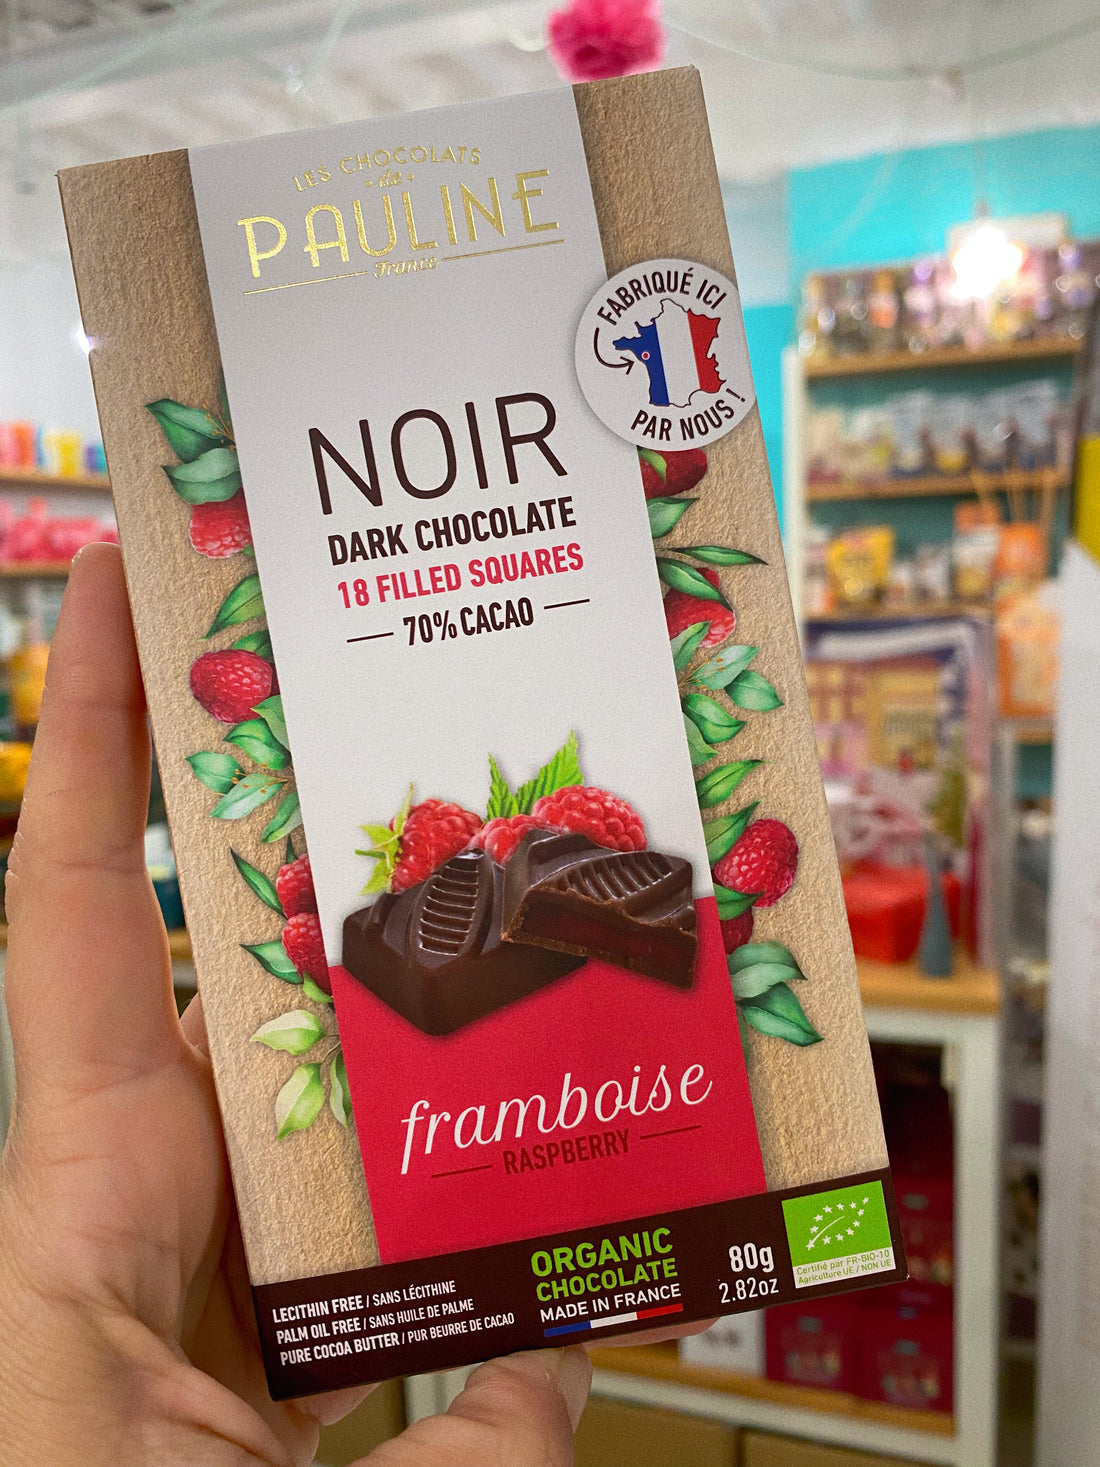 LES CHOCOLATS
de
PAULINE
France
FABRIQUÉ ICI
PAR NOUS !
NOIR
DARK CHOCOLATE
18 FILLED SQUARES
70% CACAO
framboise
RASPBERRY
LECITHIN FREE / SANS LÉCITHINE
PALM OIL FREE / SANS HUILE DE PALME
PURE COCOA BUTTER / PUR BEURRE DE CACAO
ORGANIC
CHOCOLATE
MADE IN FRANCE
80g
2.82oz
Certifié par FR-BIO-10
Agriculture UE / NON UE